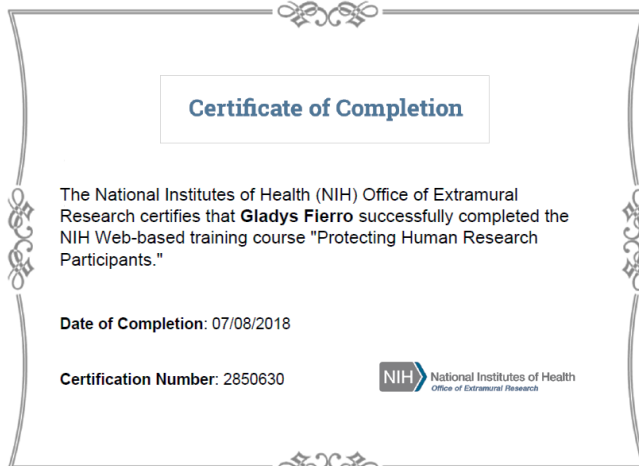 Certificate of Completion
The National Institutes of Health (NIH) Office of Extramural
Research certifies that Gladys Fierro successfully completed the
NIH Web-based training course "Protecting Human Research
Participants."
Date of Completion: 07/08/2018
Certification Number: 2850630
NIH National Institutes of Health
Office of Extramural Research